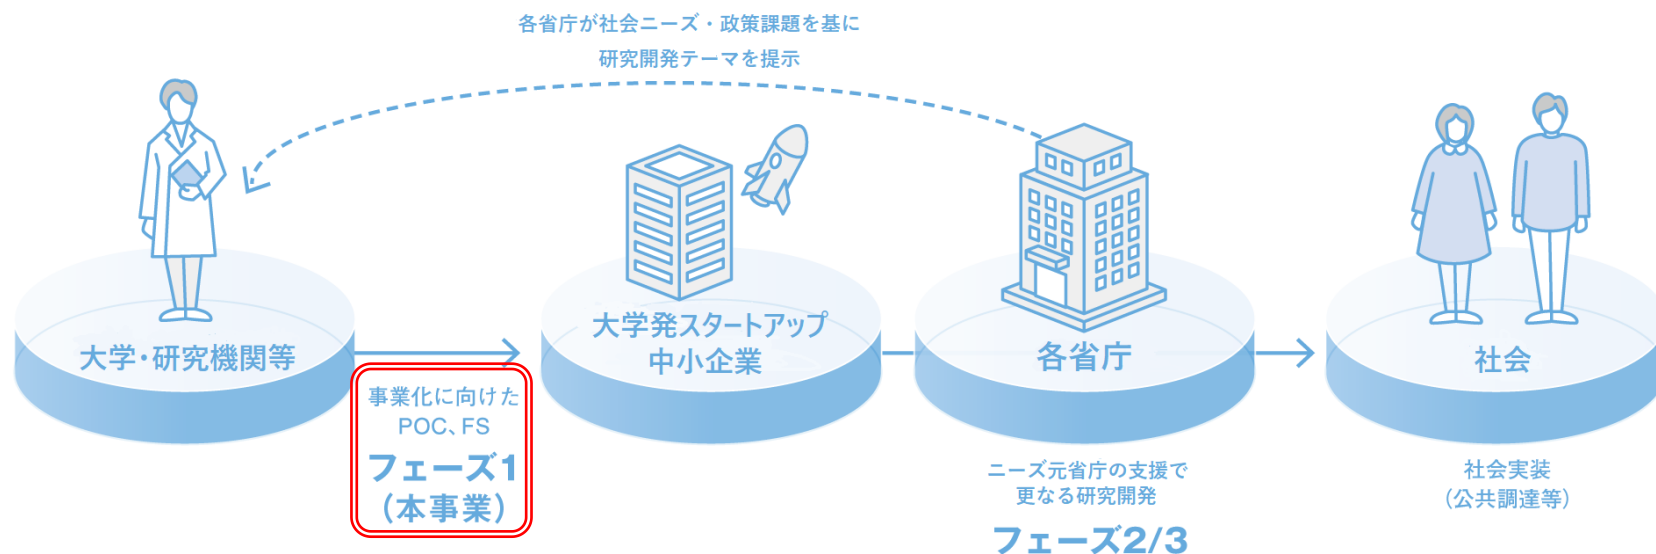 各省庁が社会ニーズ・政策課題を基に
研究開発テーマを提示
大学・研究機関等
大学発スタートアップ
中小企業
各省庁
社会
事業化に向けた
POC、FS
フェーズ1
（本事業）
ニーズ元省庁の支援で
更なる研究開発
フェーズ2/3
社会実装
（公共調達等）